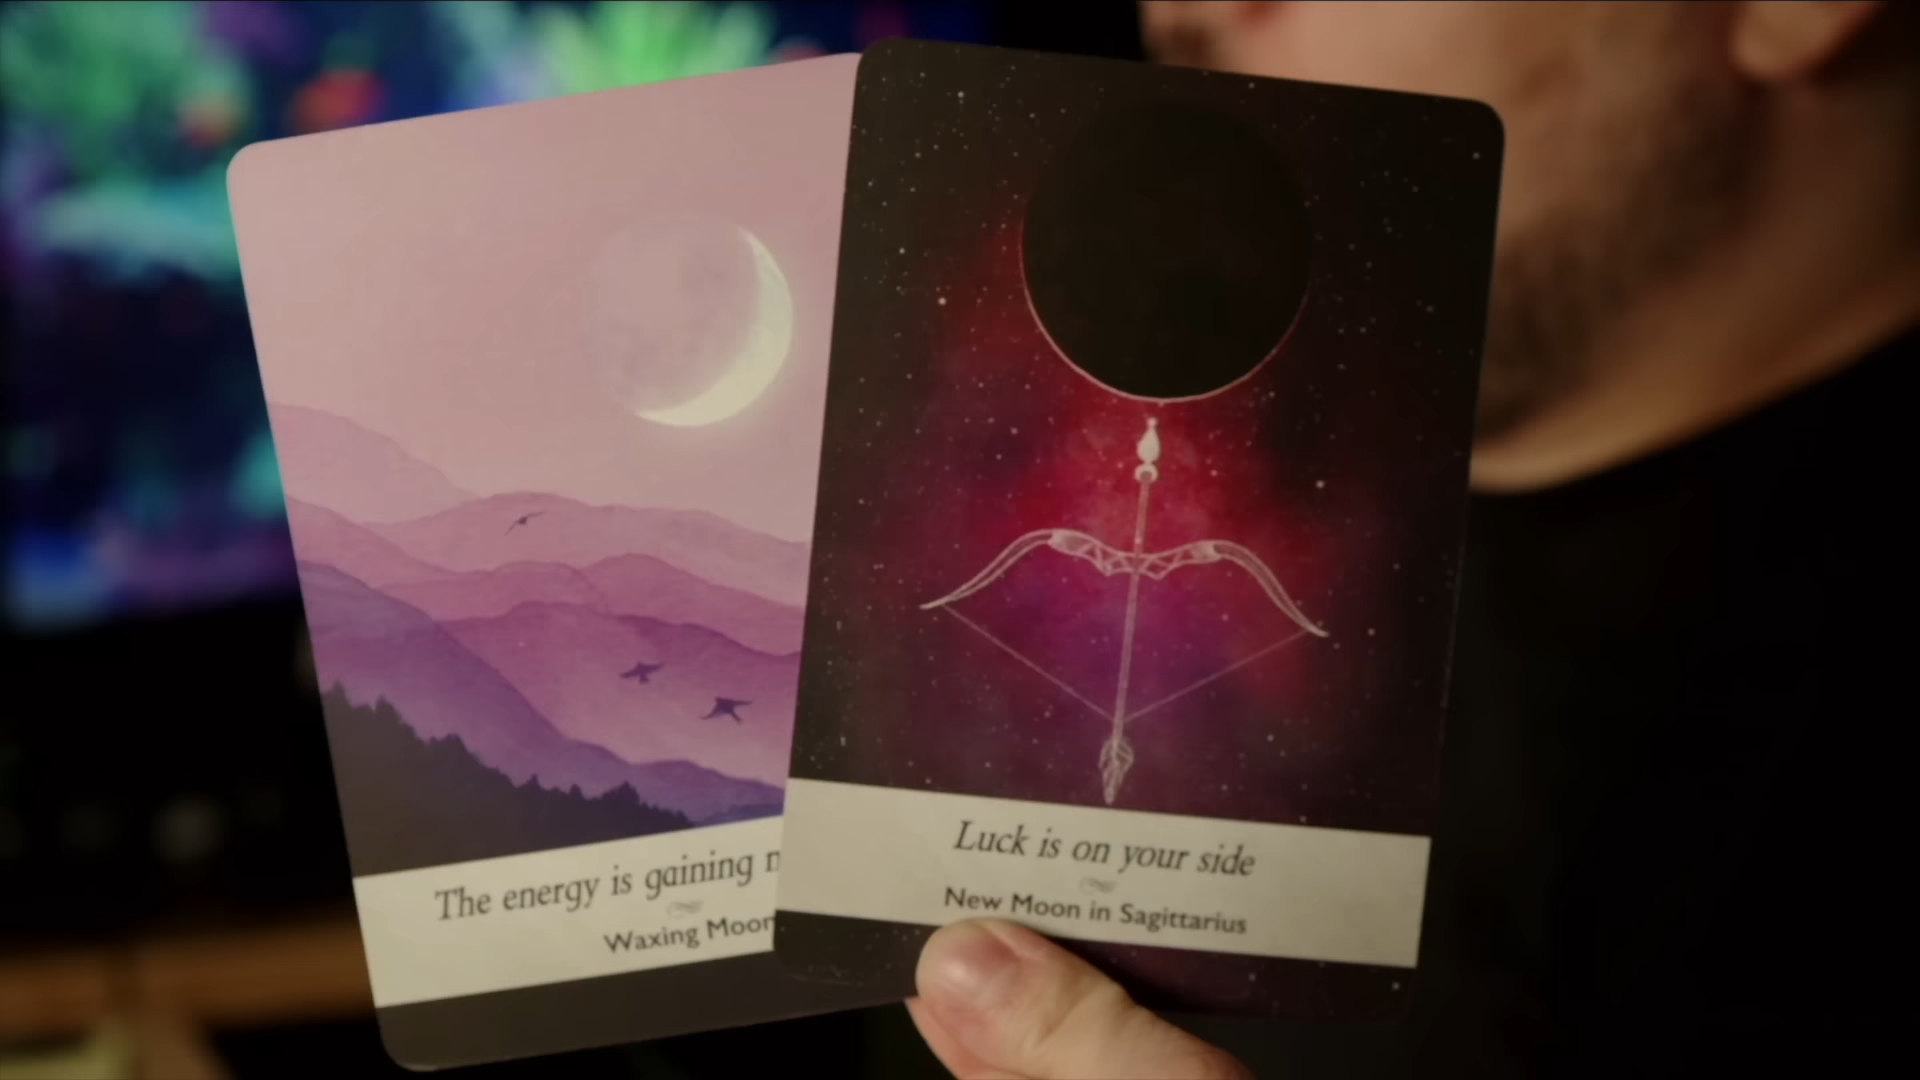 The energy is gaining
Waxing Moon
Luck is on your side
New Moon in Sagittarius